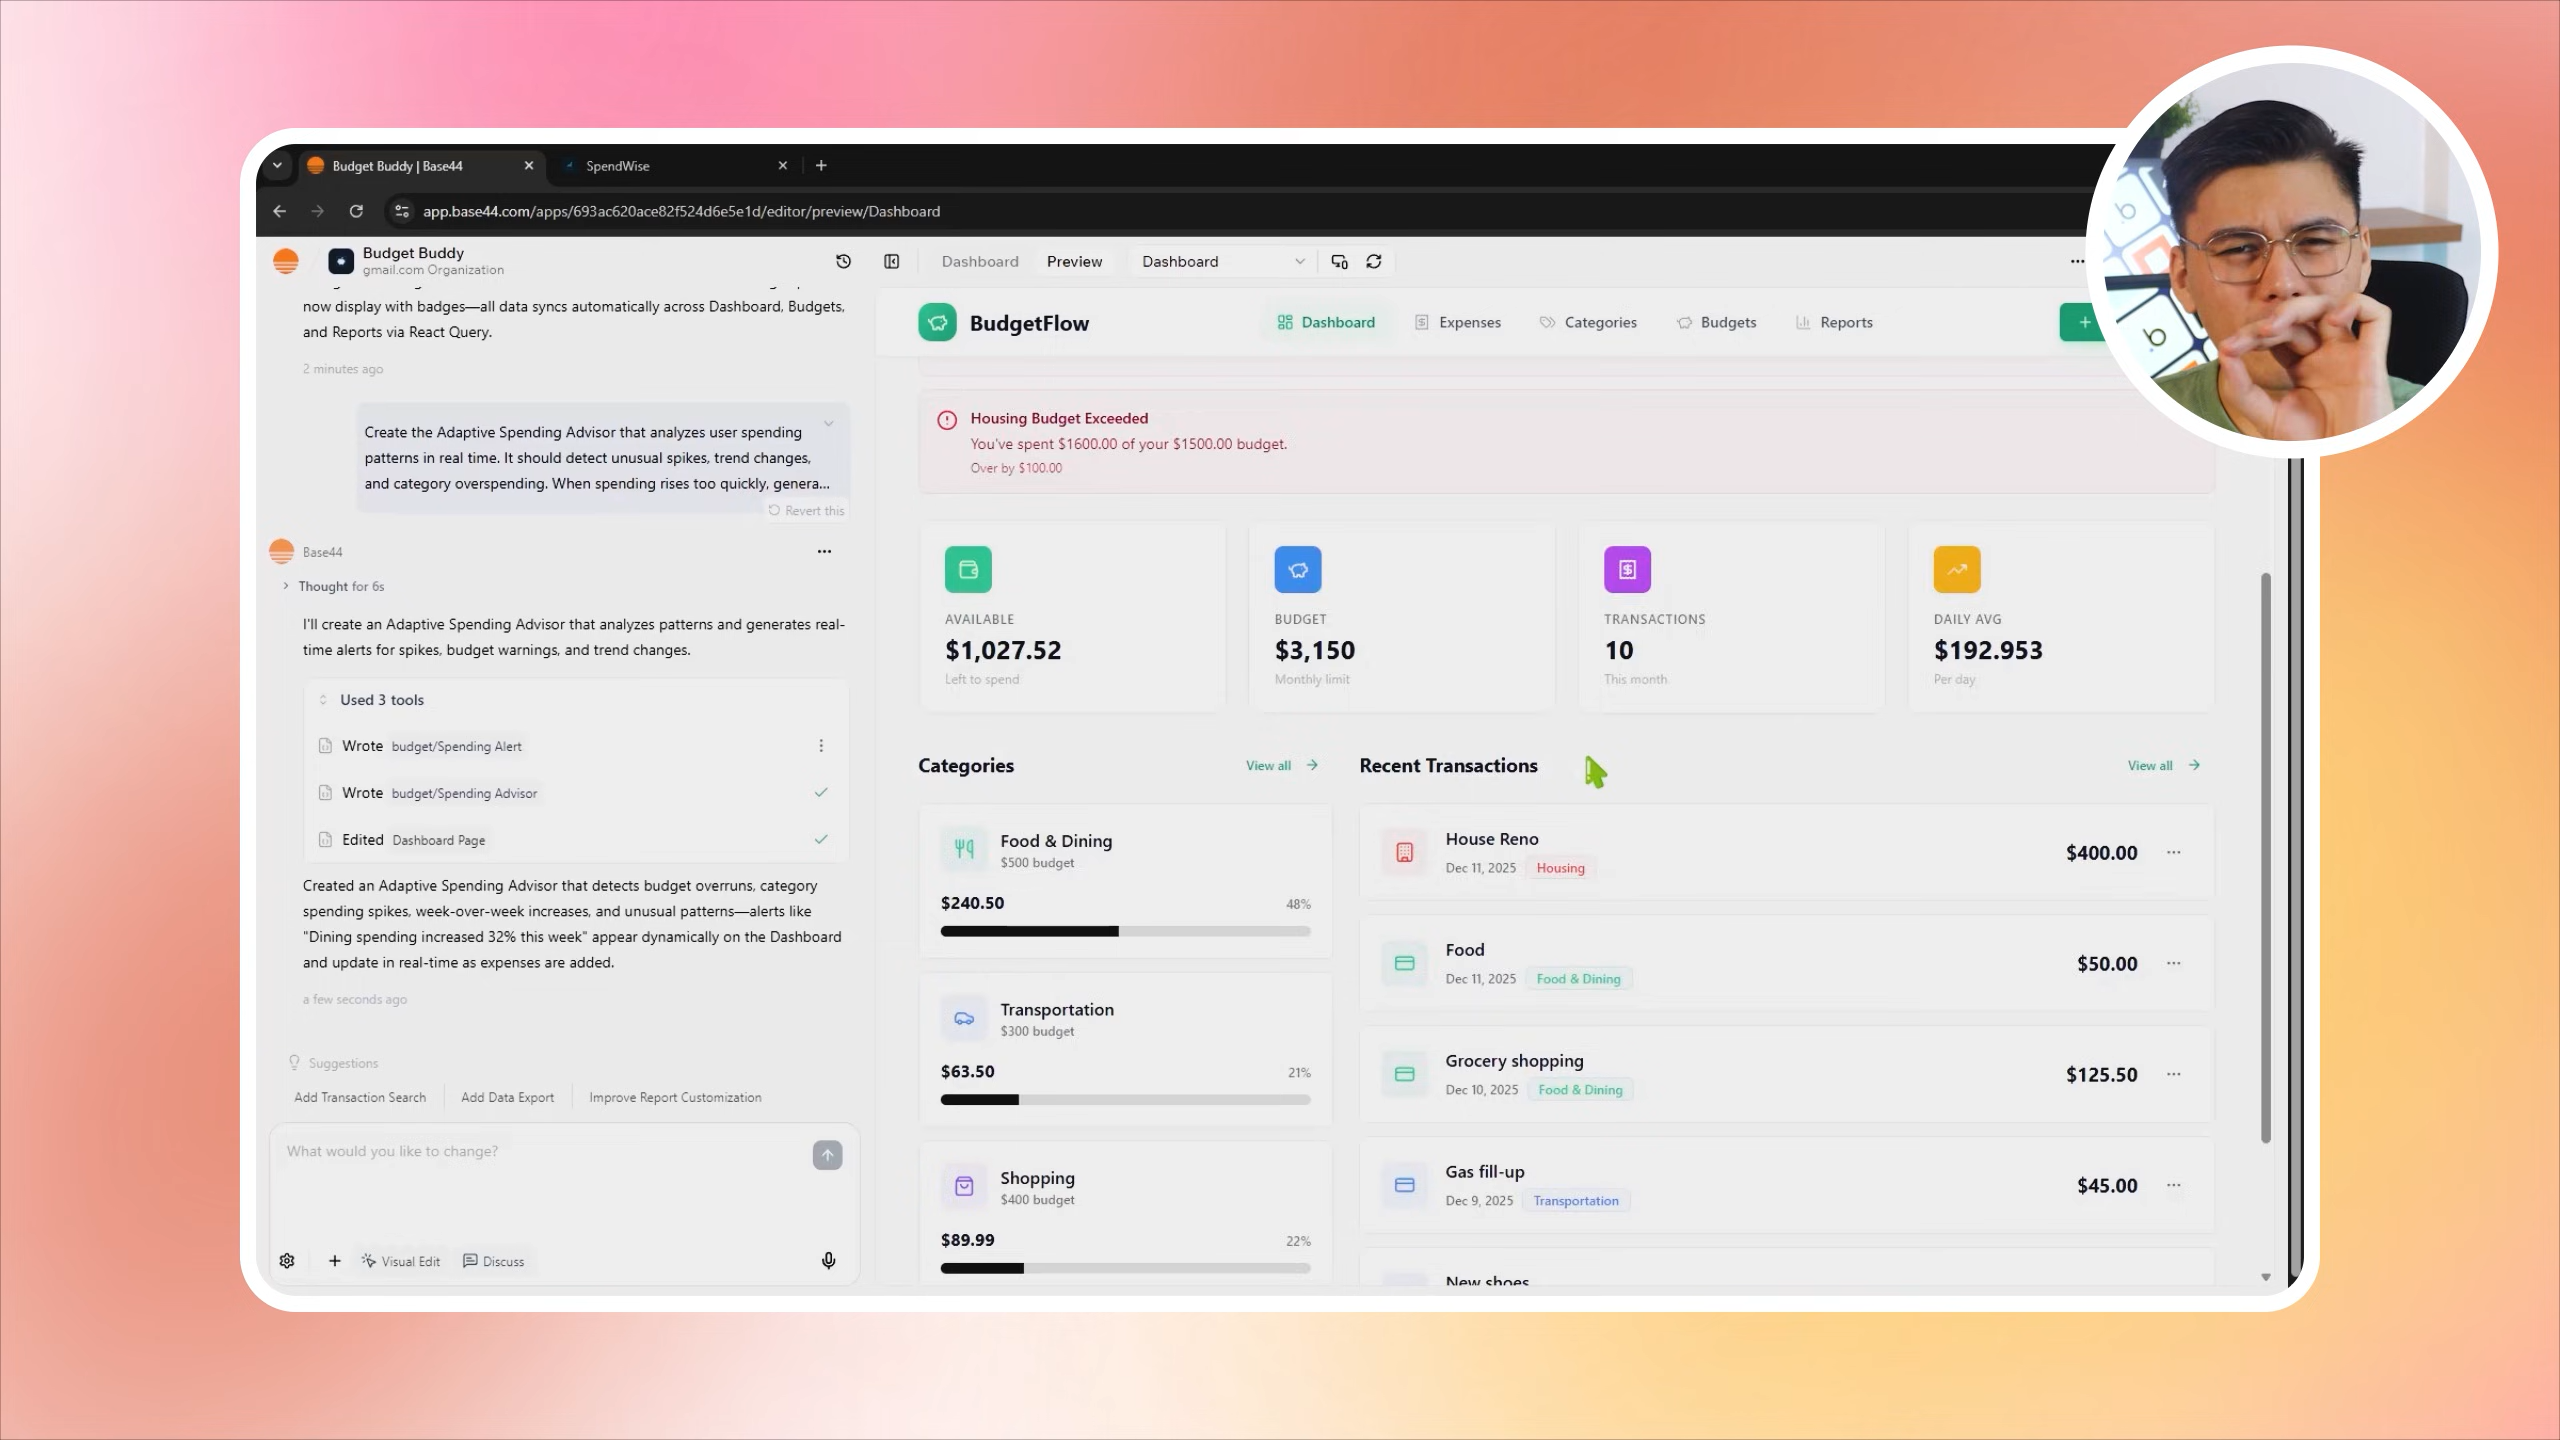 Budget Buddy | Base44
SpendWise
app.base44.com/apps/693ac620ace82f524d6e5e1d/editor/preview/Dashboard
Budget Buddy
gmail.com Organization
now display with badges—all data syncs automatically across Dashboard, Budgets,
and Reports via React Query.
2 minutes ago
Create the Adaptive Spending Advisor that analyzes user spending
patterns in real time. It should detect unusual spikes, trend changes,
and category overspending. When spending rises too quickly, genera...
Revert this
Base44
Thought for 6s
I'll create an Adaptive Spending Advisor that analyzes patterns and generates real-
time alerts for spikes, budget warnings, and trend changes.
Used 3 tools
Wrote budget/Spending Alert
Wrote budget/Spending Advisor
Edited Dashboard Page
Created an Adaptive Spending Advisor that detects budget overruns, category
spending spikes, week-over-week increases, and unusual patterns—alerts like
"Dining spending increased 32% this week" appear dynamically on the Dashboard
and update in real-time as expenses are added.
a few seconds ago
Suggestions
Add Transaction Search
Add Data Export
Improve Report Customization
What would you like to change?
Visual Edit
Discuss
Dashboard
Preview
Dashboard
BudgetFlow
Dashboard
Expenses
Categories
Budgets
Reports
Housing Budget Exceeded
You've spent $1600.00 of your $1500.00 budget.
Over by $100.00
AVAILABLE
$1,027.52
Left to spend
BUDGET
$3,150
Monthly limit
TRANSACTIONS
10
This month
DAILY AVG
$192.953
Per day
Categories
View all
Food & Dining
$500 budget
$240.50
48%
Transportation
$300 budget
$63.50
21%
Shopping
$400 budget
$89.99
22%
Recent Transactions
View all
House Reno
Dec 11, 2025 Housing
$400.00
Food
Dec 11, 2025 Food & Dining
$50.00
Grocery shopping
Dec 10, 2025 Food & Dining
$125.50
Gas fill-up
Dec 9, 2025 Transportation
$45.00
New shoes